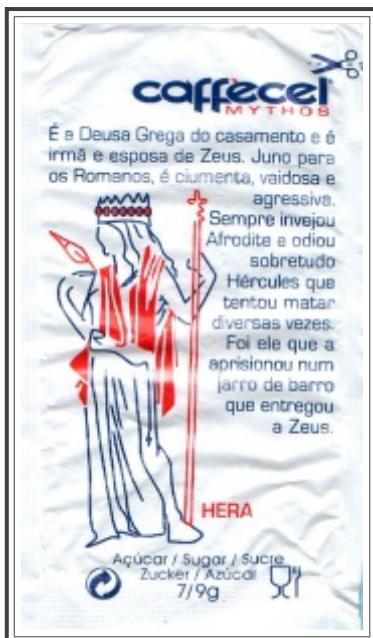 caffècel
MYTHOS
É a Deusa Grega do casamento e é
irmã e esposa de Zeus. Juno para
os Romanos, é ciumenta, vaidosa e
agressiva.
Sempre invejou
Afrodite e odiou
sobretudo
Hércules que
tentou matar
diversas vezes.
Foi ele que a
aprisionou num
jarro de barro
que entregou
a Zeus.
HERA
Açúcar / Sugar / Sucre
Zucker / Azúcar
7/9g